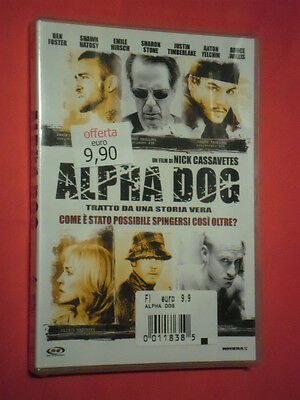 BEN FOSTER
SHAWN HATOSY
EMILE HIRSCH
SHARON STONE
JUSTIN TIMBERLAKE
ANTON YELCHIN
BRUCE WILLIS
offerta
euro
9,90
UN FILM DI NICK CASSAVETES
ALPHA DOG
TRATTO DA UNA STORIA VERA
COME È STATO POSSIBILE SPINGERSI COSÌ OLTRE?
F) euro 9.9
ALPHA DOG
0 011838 5